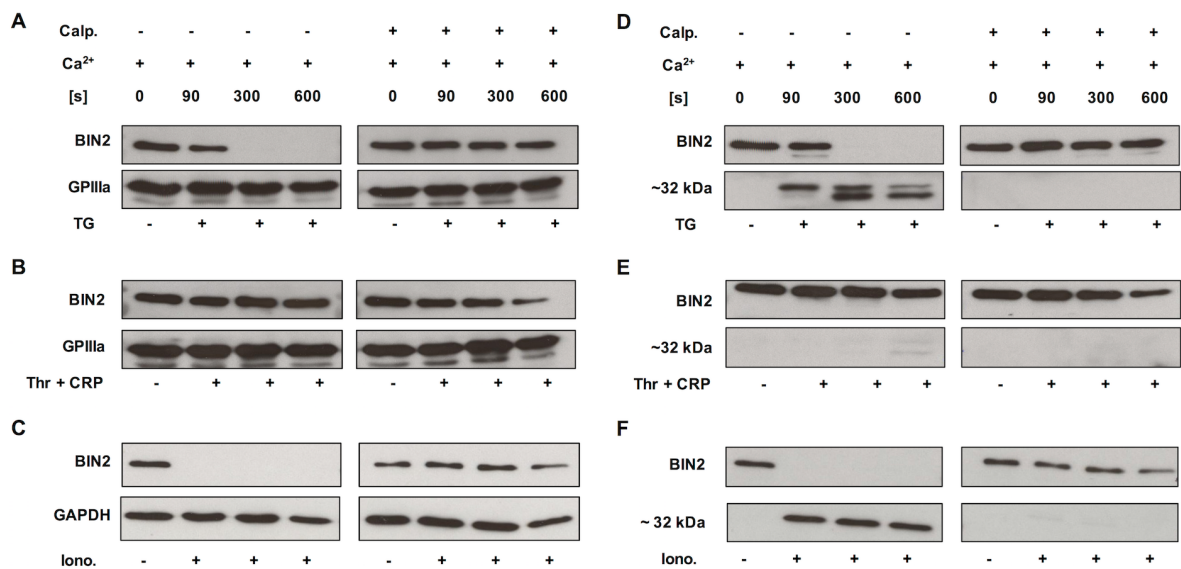 A
Calp. - - - - + + + +
Ca²⁺ + + + + + + + +
[s] 0 90 300 600 0 90 300 600
BIN2
GPIIIa
TG - + + + - + + +
B
BIN2
GPIIIa
Thr + CRP - + + + - + + +
C
BIN2
GAPDH
Iono. - + + + - + + +
D
Calp. - - - - + + + +
Ca²⁺ + + + + + + + +
[s] 0 90 300 600 0 90 300 600
BIN2
~32 kDa
TG - + + + - + + +
E
BIN2
~32 kDa
Thr + CRP - + + + - + + +
F
BIN2
~ 32 kDa
Iono. - + + + - + + +